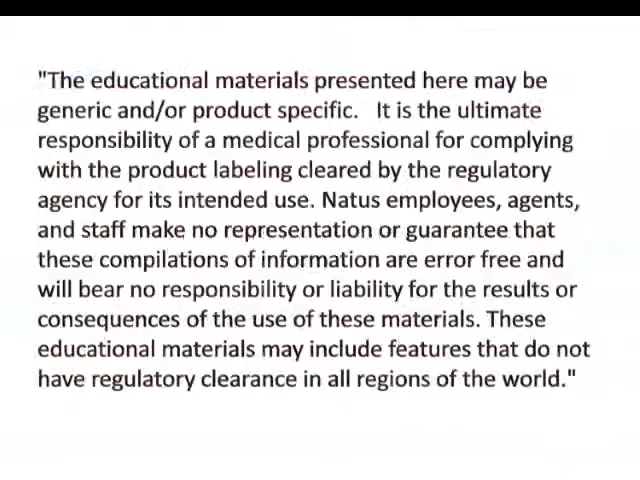 "The educational materials presented here may be
generic and/or product specific.   It is the ultimate
responsibility of a medical professional for complying
with the product labeling cleared by the regulatory
agency for its intended use. Natus employees, agents,
and staff make no representation or guarantee that
these compilations of information are error free and
will bear no responsibility or liability for the results or
consequences of the use of these materials. These
educational materials may include features that do not
have regulatory clearance in all regions of the world."